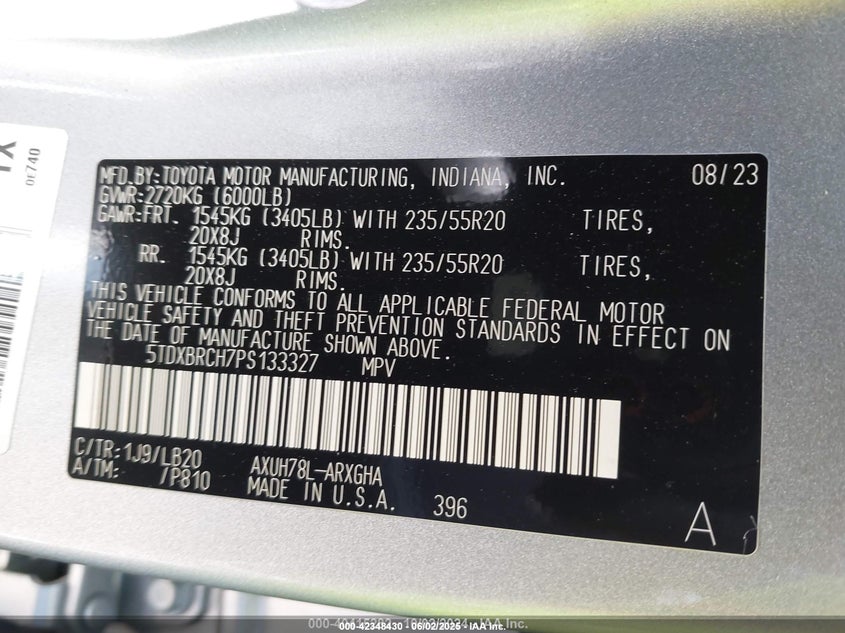 0E740
MFD.BY:TOYOTA MOTOR MANUFACTURING, INDIANA, INC. 08/23
GVWR:2720KG (6000LB)
GAWR:FRT. 1545KG (3405LB) WITH 235/55R20 TIRES,
20X8J RIMS.
RR. 1545KG (3405LB) WITH 235/55R20 TIRES,
20X8J RIMS.
THIS VEHICLE CONFORMS TO ALL APPLICABLE FEDERAL MOTOR
VEHICLE SAFETY AND THEFT PREVENTION STANDARDS IN EFFECT ON
THE DATE OF MANUFACTURE SHOWN ABOVE.
5TDXBRCH7PS133327 MPV
C/TR:1J9/LB20 AXUH78L-ARXGHA
A/TM: /P810 MADE IN U.S.A. 396
A
000-42348430 - 06/02/2025 - IAA Inc.